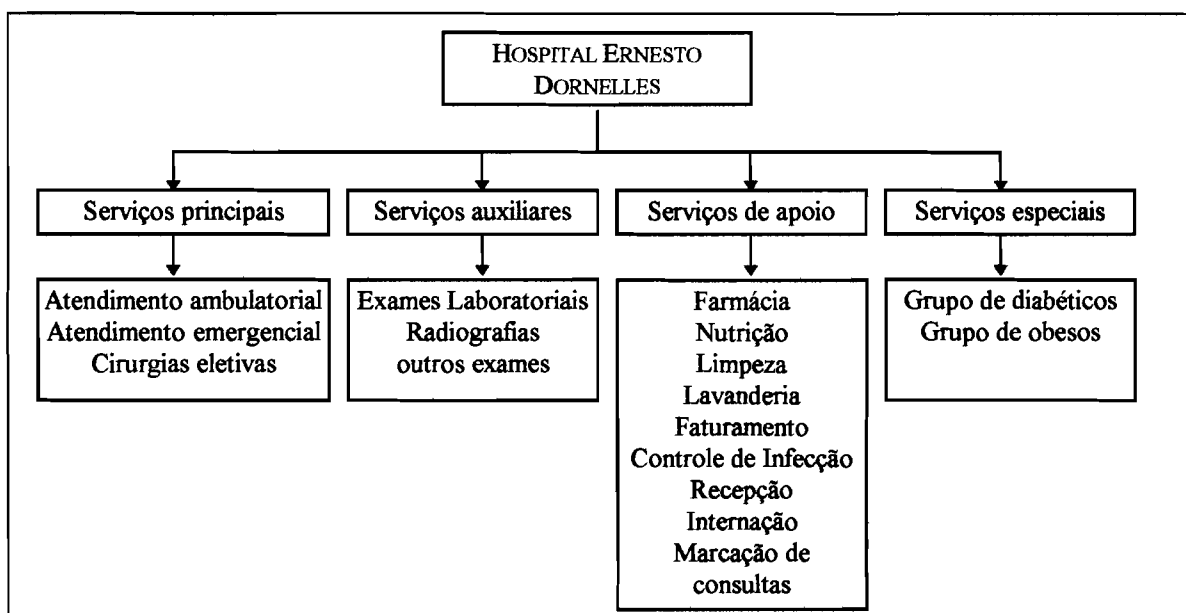 HOSPITAL ERNESTO
DORNELLES
Serviços principais
Serviços auxiliares
Serviços de apoio
Serviços especiais
Atendimento ambulatorial
Atendimento emergencial
Cirurgias eletivas
Exames Laboratoriais
Radiografias
outros exames
Farmácia
Nutrição
Limpeza
Lavanderia
Faturamento
Controle de Infecção
Recepção
Internação
Marcação de
consultas
Grupo de diabéticos
Grupo de obesos